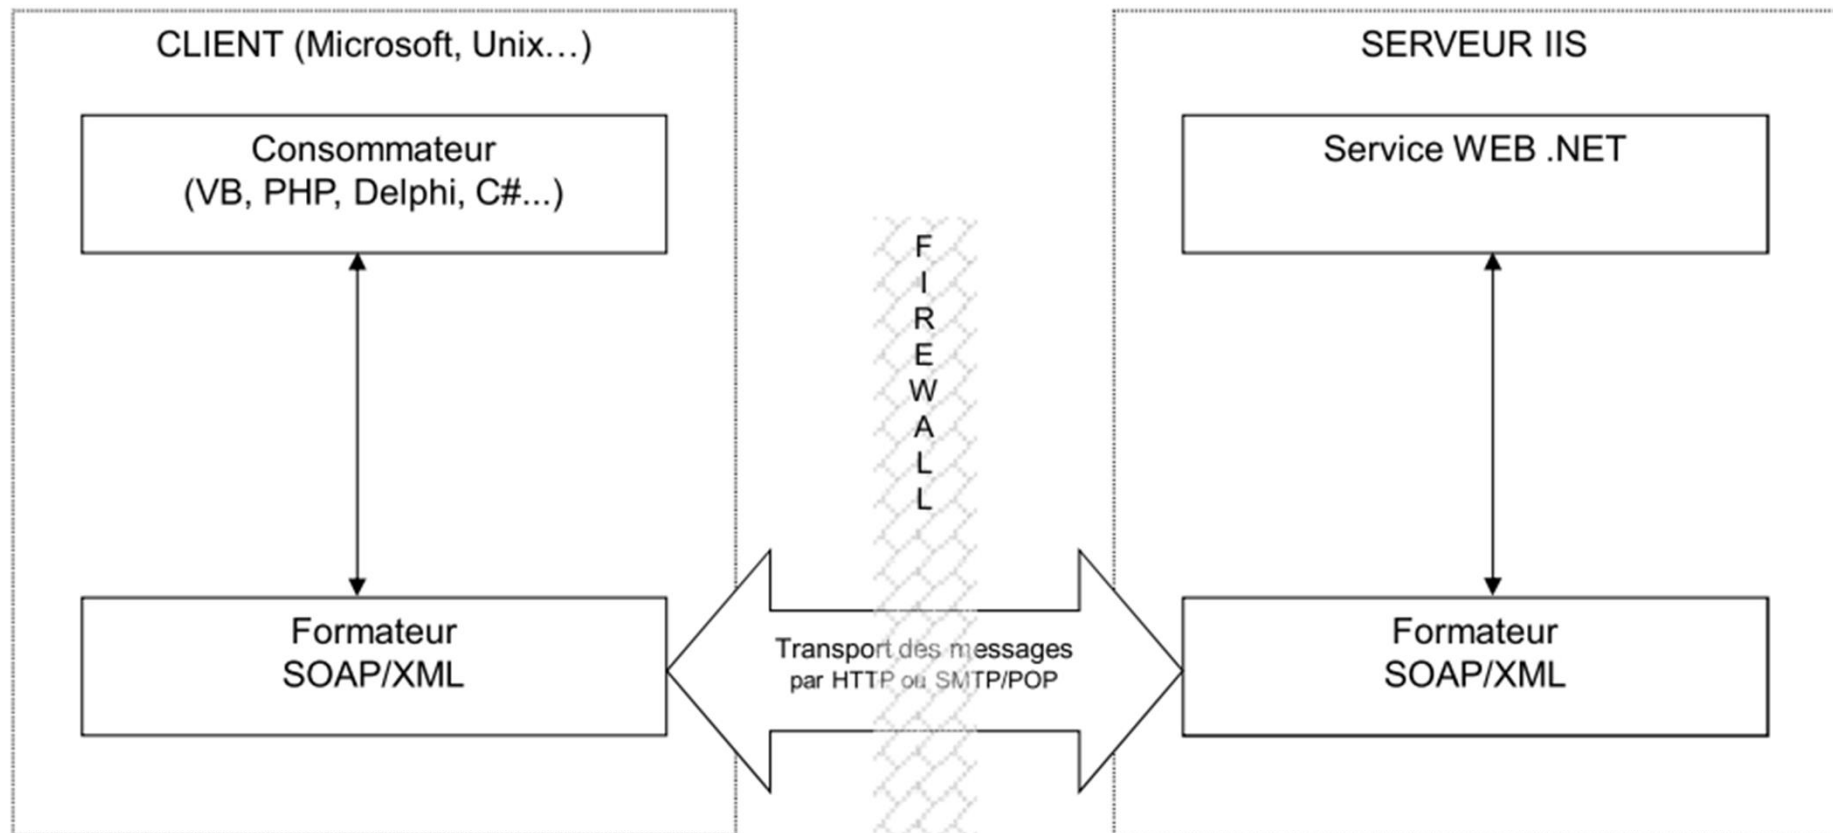 CLIENT (Microsoft, Unix…)
Consommateur
(VB, PHP, Delphi, C#...)
Formateur
SOAP/XML
F
I
R
E
W
A
L
L
Transport des messages
par HTTP ou SMTP/POP
SERVEUR IIS
Service WEB .NET
Formateur
SOAP/XML